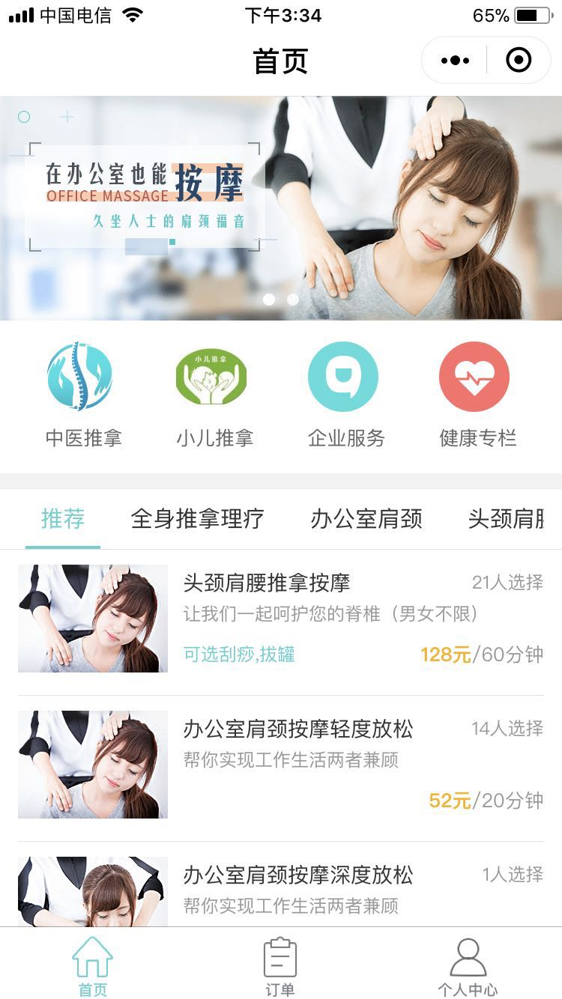 中国电信
下午3:34
65%
首页
在办公室也能按摩
OFFICE MASSAGE
久坐人士的肩颈福音
小儿推拿
中医推拿
小儿推拿
企业服务
健康专栏
推荐
全身推拿理疗
办公室肩颈
头颈肩
头颈肩腰推拿按摩
21人选择
让我们一起呵护您的脊椎（男女不限）
可选刮痧,拔罐
128元/60分钟
办公室肩颈按摩轻度放松
14人选择
帮你实现工作生活两者兼顾
52元/20分钟
办公室肩颈按摩深度放松
1人选择
帮你实现工作生活两者兼顾
首页
订单
个人中心